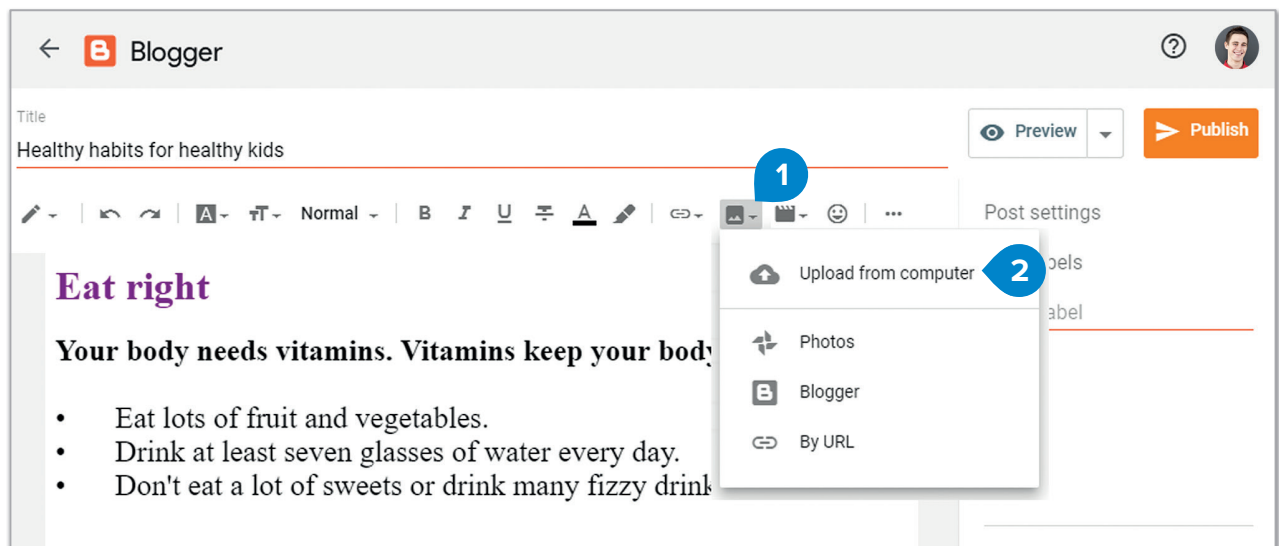 Blogger
Title
Healthy habits for healthy kids
Preview
Publish
1
Normal
B I U A
Post settings
Eat right
Upload from computer
2
Your body needs vitamins. Vitamins keep your body
Photos
Blogger
By URL
• Eat lots of fruit and vegetables.
• Drink at least seven glasses of water every day.
• Don't eat a lot of sweets or drink many fizzy